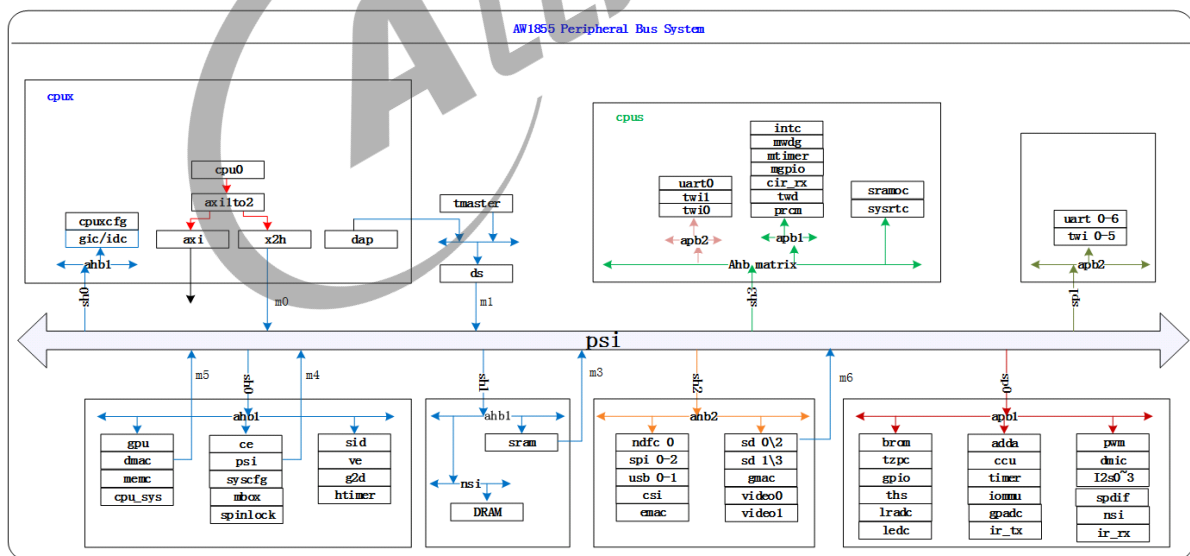 AW1855 Peripheral Bus System
cpux
cpu0
axi1to2
cpuxcfg
gic/idc
ahb1
axi
x2h
dap
tmaster
ds
sh0
m0
m1
cpus
uart0
twi1
twi0
apb2
intc
mwdg
mtimer
mgpio
cir_rx
twd
prcm
apb1
sramoc
sysrtc
Ahb matrix
sh3
uart 0-6
twi 0-5
apb2
sp1
psi
m5
sh0
m4
sh1
m3
sh2
m6
sp0
ahb1
gpu
dmac
memc
cpu_sys
ce
psi
syscfg
mbox
spinlock
sid
ve
g2d
htimer
ahb1
sram
nsi
DRAM
ahb2
ndfc 0
spi 0-2
usb 0-1
csi
emac
sd 0\2
sd 1\3
gmac
video0
video1
apb1
brom
tzpc
gpio
ths
lradc
ledc
adda
ccu
timer
iommu
gpadc
ir_tx
pwm
dmic
I2s0~3
spdif
nsi
ir_rx